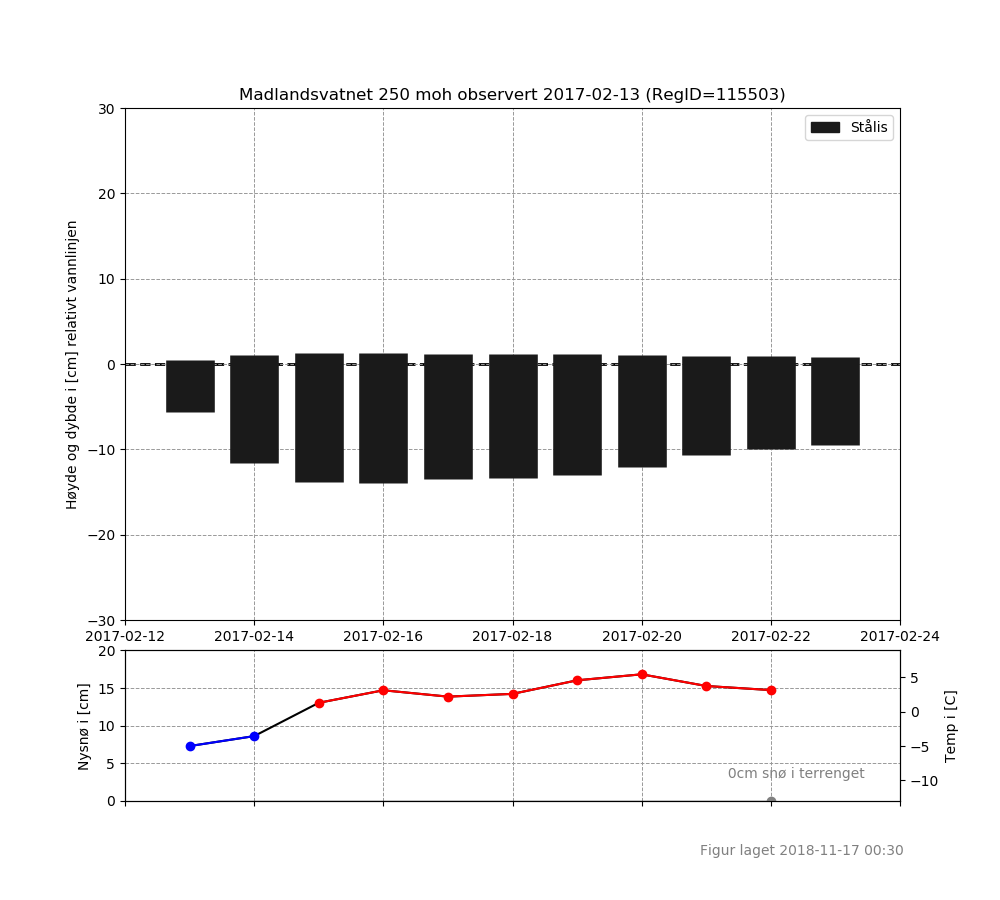 Madlandsvatnet 250 moh observert 2017-02-13 (RegID=115503)
Stålis
Høyde og dybde i [cm] relativt vannlinjen
30
20
10
0
−10
−20
−30
2017-02-12 2017-02-14 2017-02-16 2017-02-18 2017-02-20 2017-02-22 2017-02-24
Nysnø i [cm]
20
15
10
5
0
5
0
−5
−10
Temp i [C]
0cm snø i terrenget
Figur laget 2018-11-17 00:30